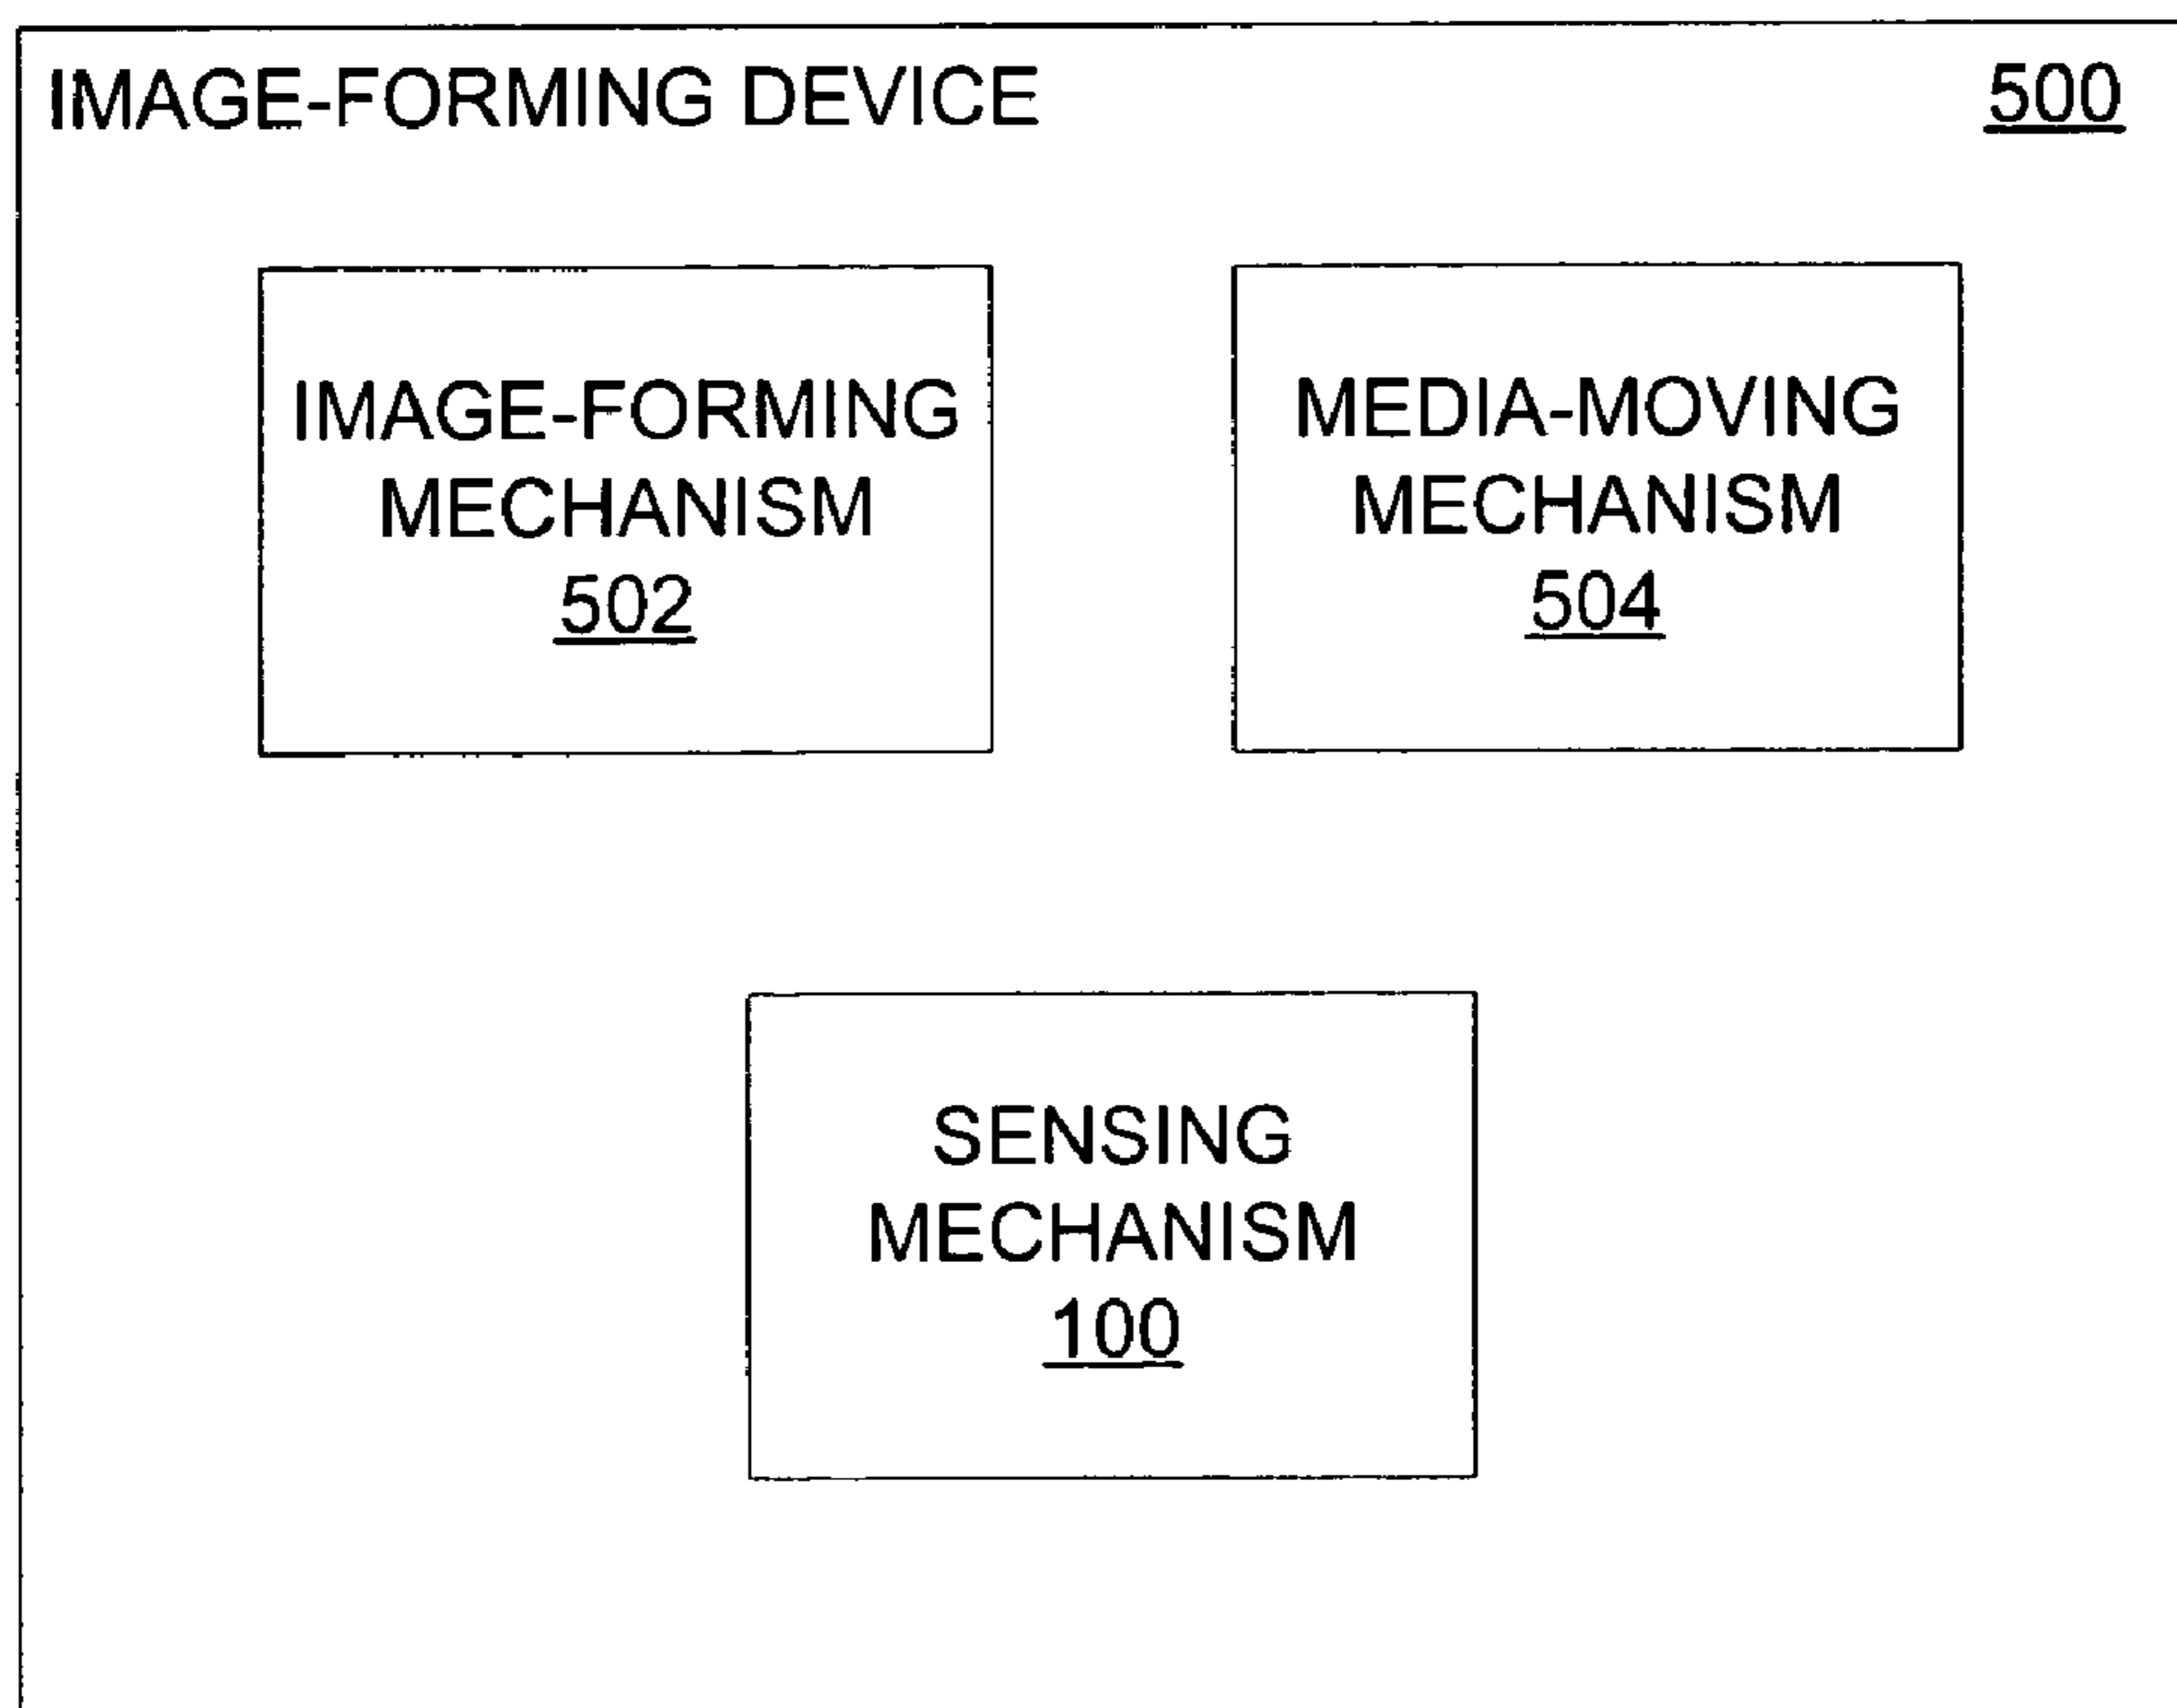 IMAGE-FORMING DEVICE 500
IMAGE-FORMING
MECHANISM
502
MEDIA-MOVING
MECHANISM
504
SENSING
MECHANISM
100